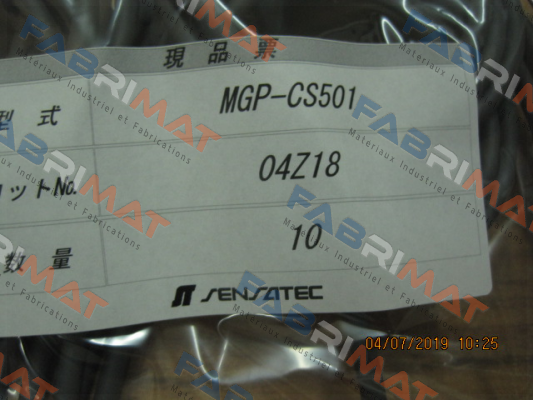 現品票
型式 MGP-CS501
ロットNo. 04Z18
数量 10
SENSATEC
04/07/2019 10:25
FABRIMAT
Materiaux Industriel et Fabrications